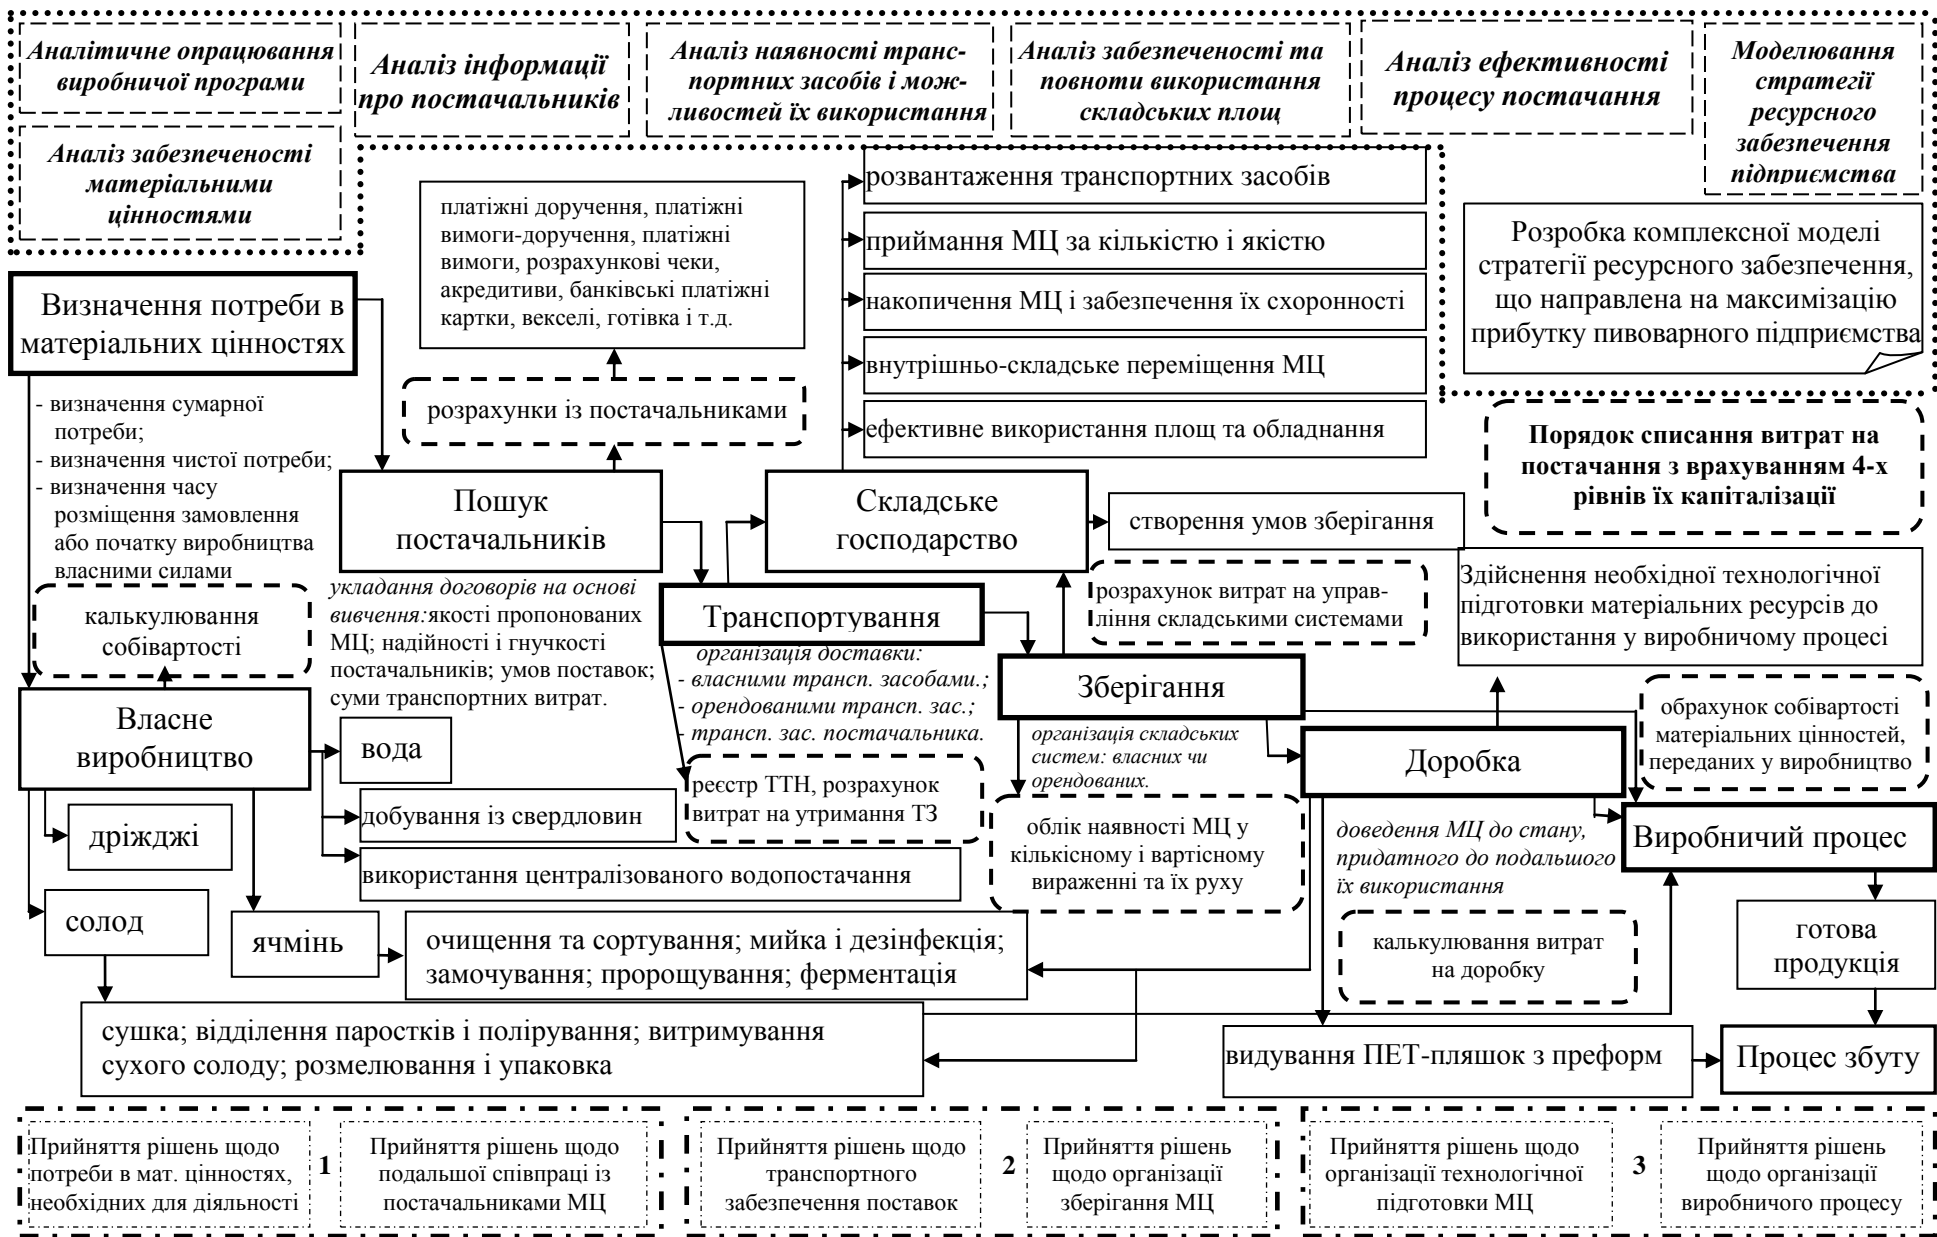 Аналітичне опрацювання
виробничої програми
Аналіз інформації
про постачальників
Аналіз наявності транс-
портних засобів і мож-
ливостей їх використання
Аналіз забезпеченості та
повноти використання
складських площ
Аналіз ефективності
процесу постачання
Моделювання
стратегії
ресурсного
забезпечення
підприємства
Аналіз забезпеченості
матеріальними
цінностями
платіжні доручення, платіжні
вимоги-доручення, платіжні
вимоги, розрахункові чеки,
акредитиви, банківські платіжні
картки, векселі, готівка і т.д.
розвантаження транспортних засобів
приймання МЦ за кількістю і якістю
накопичення МЦ і забезпечення їх схоронності
внутрішньо-складське переміщення МЦ
ефективне використання площ та обладнання
Розробка комплексної моделі
стратегії ресурсного забезпечення,
що направлена на максимізацію
прибутку пивоварного підприємства
Визначення потреби в
матеріальних цінностях
- визначення сумарної
потреби;
- визначення чистої потреби;
- визначення часу
розміщення замовлення
або початку виробництва
власними силами
розрахунки із постачальниками
Порядок списання витрат на
постачання з врахуванням 4-х
рівнів їх капіталізації
Пошук
постачальників
Складське
господарство
створення умов зберігання
калькулювання
собівартості
укладання договорів на основі
вивчення:якості пропонованих
МЦ; надійності і гнучкості
постачальників; умов поставок;
суми транспортних витрат.
Транспортування
розрахунок витрат на управ-
ління складськими системами
Здійснення необхідної технологічної
підготовки матеріальних ресурсів до
використання у виробничому процесі
організація доставки:
- власними трансп. засобами.;
- орендованими трансп. зас.;
- трансп. зас. постачальника.
Зберігання
Власне
виробництво
вода
організація складських
систем: власних чи
орендованих.
Доробка
обрахунок собівартості
матеріальних цінностей,
переданих у виробництво
реєстр ТТН, розрахунок
витрат на утримання ТЗ
добування із свердловин
дріжджі
використання централізованого водопостачання
облік наявності МЦ у
кількісному і вартісному
вираженні та їх руху
доведення МЦ до стану,
придатного до подальшого
їх використання
Виробничий процес
солод
ячмінь
очищення та сортування; мийка і дезінфекція;
замочування; пророщування; ферментація
калькулювання витрат
на доробку
готова
продукція
сушка; відділення паростків і полірування; витримування
сухого солоду; розмелювання і упаковка
видування ПЕТ-пляшок з преформ
Процес збуту
Прийняття рішень щодо
потреби в мат. цінностях,
необхідних для діяльності
1
Прийняття рішень щодо
подальшої співпраці із
постачальниками МЦ
Прийняття рішень щодо
транспортного
забезпечення поставок
2
Прийняття рішень
щодо організації
зберігання МЦ
Прийняття рішень щодо
організації технологічної
підготовки МЦ
3
Прийняття рішень
щодо організації
виробничого процесу